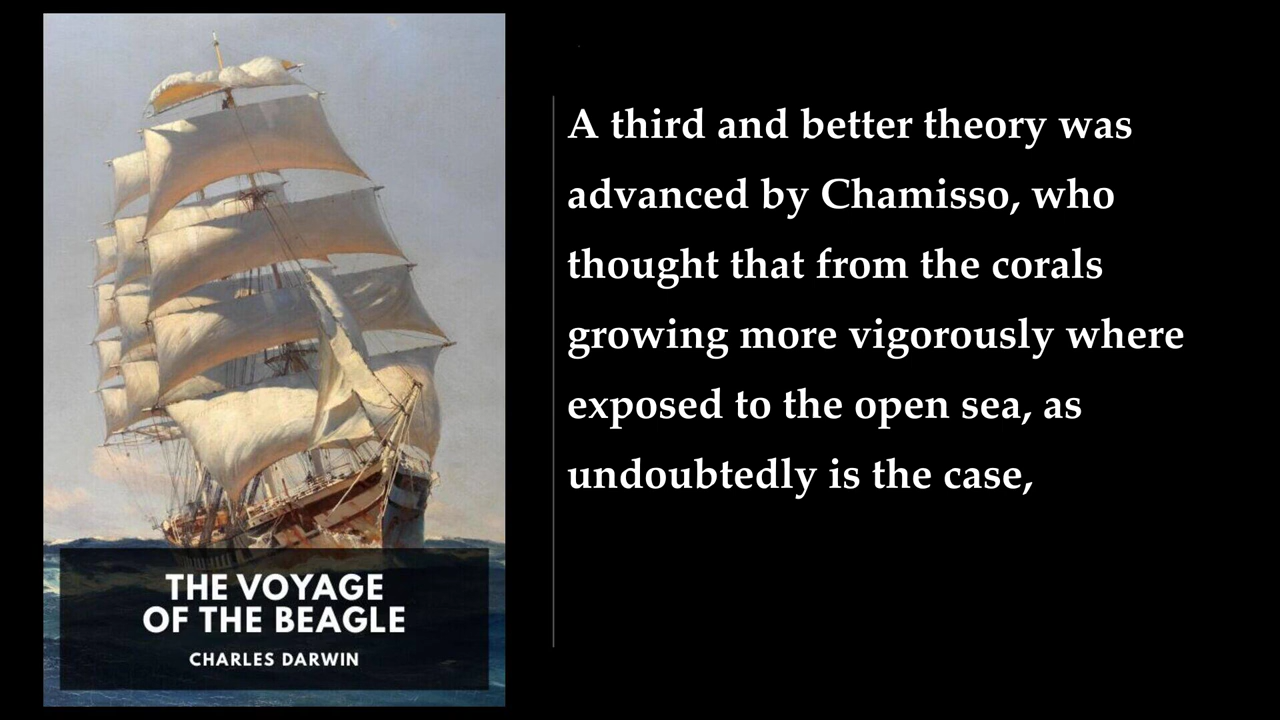 THE VOYAGE
OF THE BEAGLE
CHARLES DARWIN
A third and better theory was
advanced by Chamisso, who
thought that from the corals
growing more vigorously where
exposed to the open sea, as
undoubtedly is the case,